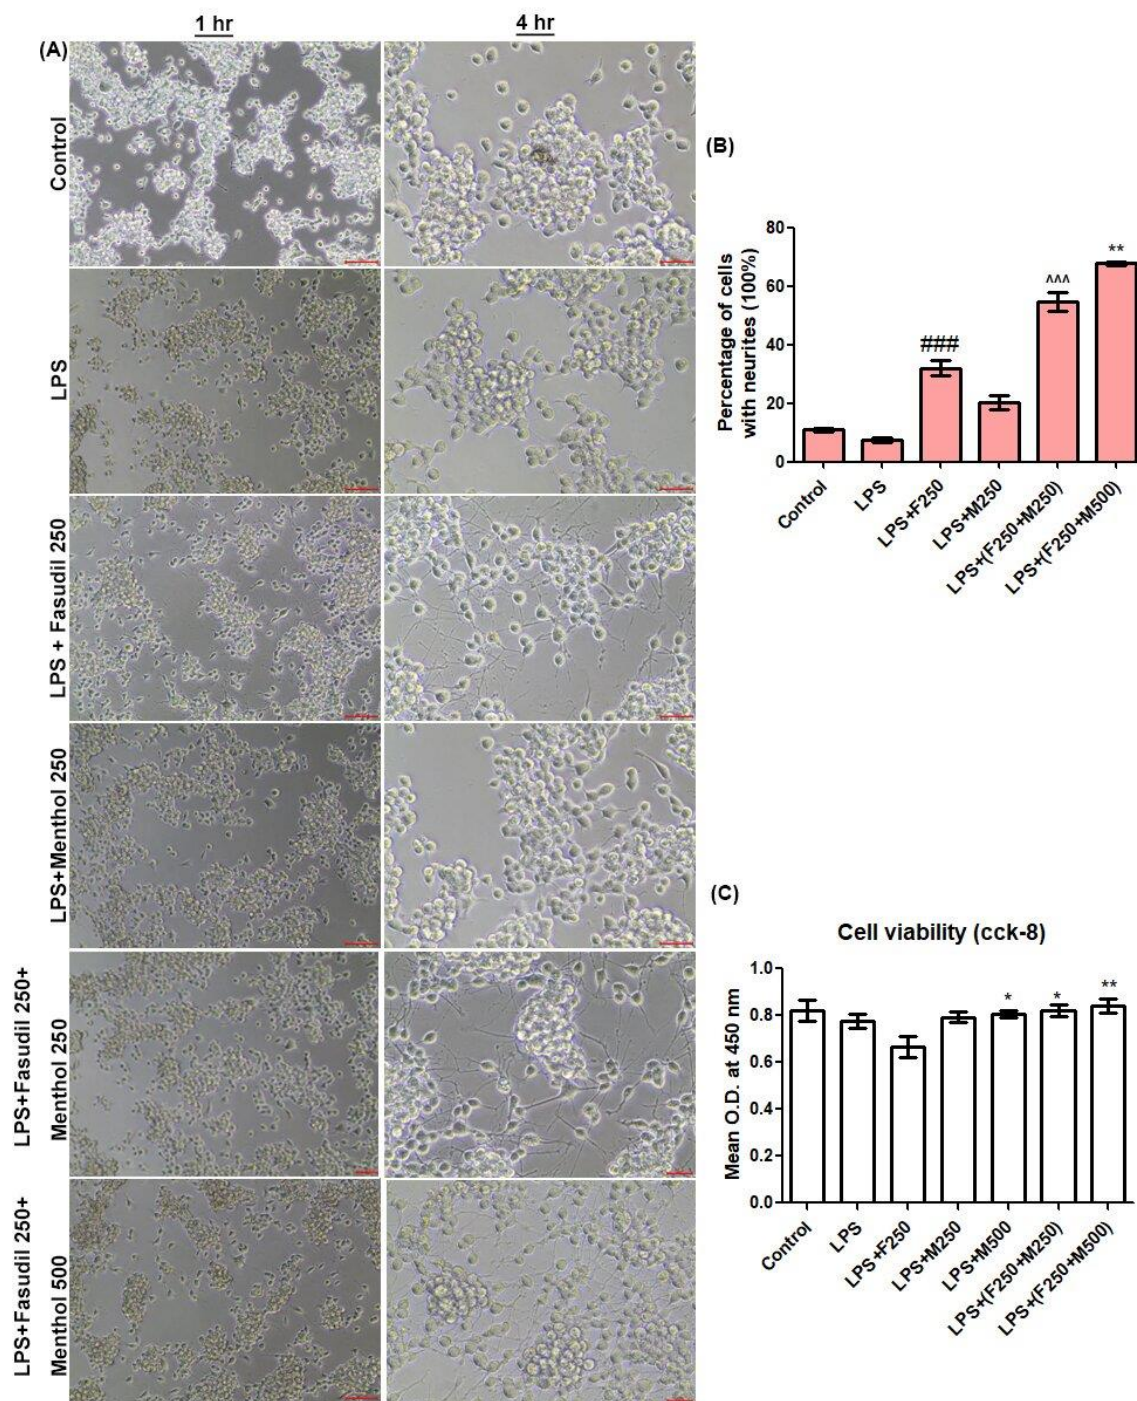 1 hr
4 hr
(A)
Control
LPS
LPS + Fasudil 250
LPS+Menthol 250
LPS+Fasudil 250+
Menthol 250
LPS+Fasudil 250+
Menthol 500
(B)
Percentage of cells
with neurites (100%)
80
60
40
20
0
###
^^^
**
Control
LPS
LPS+F250
LPS+M250
LPS+(F250+M250)
LPS+(F250+M500)
(C)
Cell viability (cck-8)
Mean O.D. at 450 nm
1.0
0.8
0.6
0.4
0.2
0.0
*
*
**
Control
LPS
LPS+F250
LPS+M250
LPS+M500
LPS+(F250+M250)
LPS+(F250+M500)